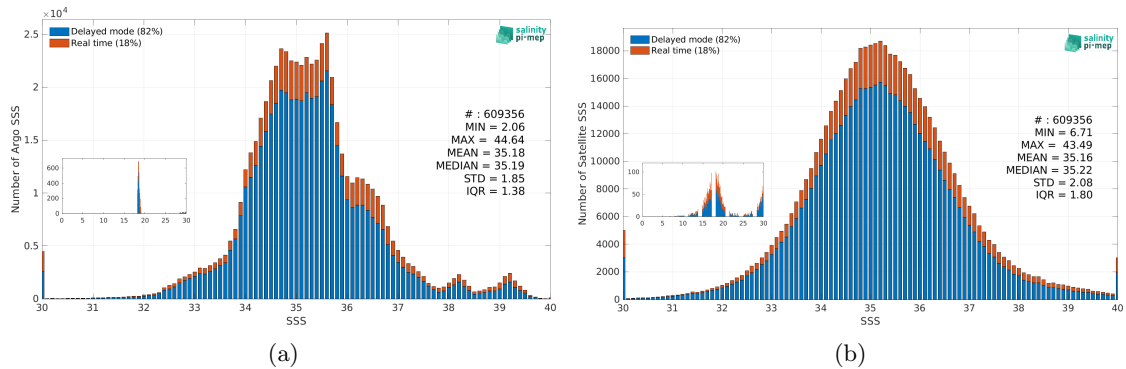 ×10⁴
Delayed mode (82%)
Real time (18%)
salinity
pi-mep
# : 609356
MIN = 2.06
MAX = 44.64
MEAN = 35.18
MEDIAN = 35.19
STD = 1.85
IQR = 1.38
Number of Argo SSS
2.5
2
1.5
1
0.5
0
600
400
200
0
0 5 10 15 20 25 30
30 31 32 33 34 35 36 37 38 39 40
SSS
(a)
Delayed mode (82%)
Real time (18%)
salinity
pi-mep
# : 609356
MIN = 6.71
MAX = 43.49
MEAN = 35.16
MEDIAN = 35.22
STD = 2.08
IQR = 1.80
Number of Satellite SSS
18000
16000
14000
12000
10000
8000
6000
4000
2000
0
100
50
0
0 5 10 15 20 25 30
30 31 32 33 34 35 36 37 38 39 40
SSS
(b)